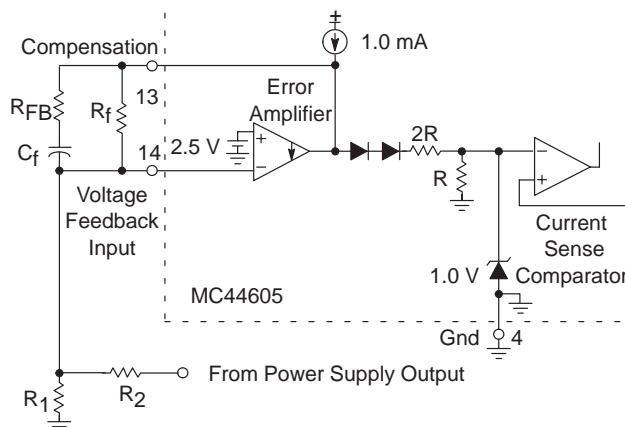 Compensation
1.0 mA
13
Error
Amplifier
RFB
Rf
2R
Cf
14
2.5 V
+
−
R
−
+
Voltage
Feedback
Input
Current
Sense
Comparator
1.0 V
MC44605
Gnd
4
From Power Supply Output
R1
R2